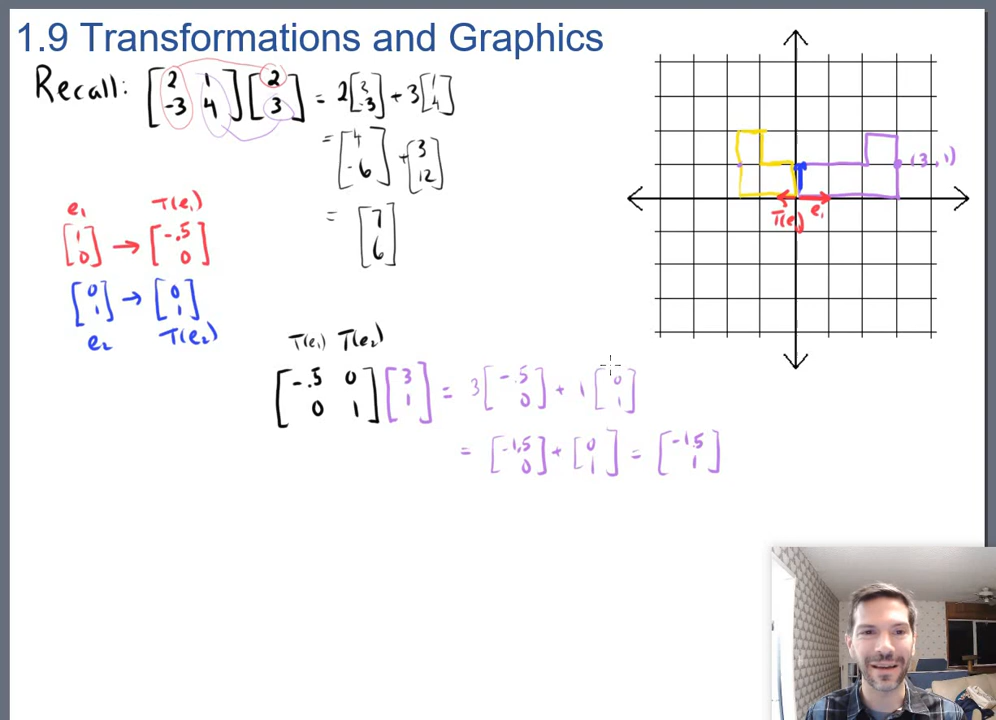 1.9 Transformations and Graphics
Recall: [2 1; -3 4] [2; 3] = 2[2; -3] + 3[1; 4]
= [4; -6] + [3; 12]
= [7; 6]
e₁ T(e₁)
[1; 0] → [-.5; 0]
[0; 1] → [0; 1]
e₂ T(e₂)
T(e₁) T(e₂)
[-.5 0; 0 1] [3; 1] = 3[-.5; 0] + 1[0; 1]
= [-1.5; 0] + [0; 1] = [-1.5; 1]
(3, 1)
T(e₁) e₁